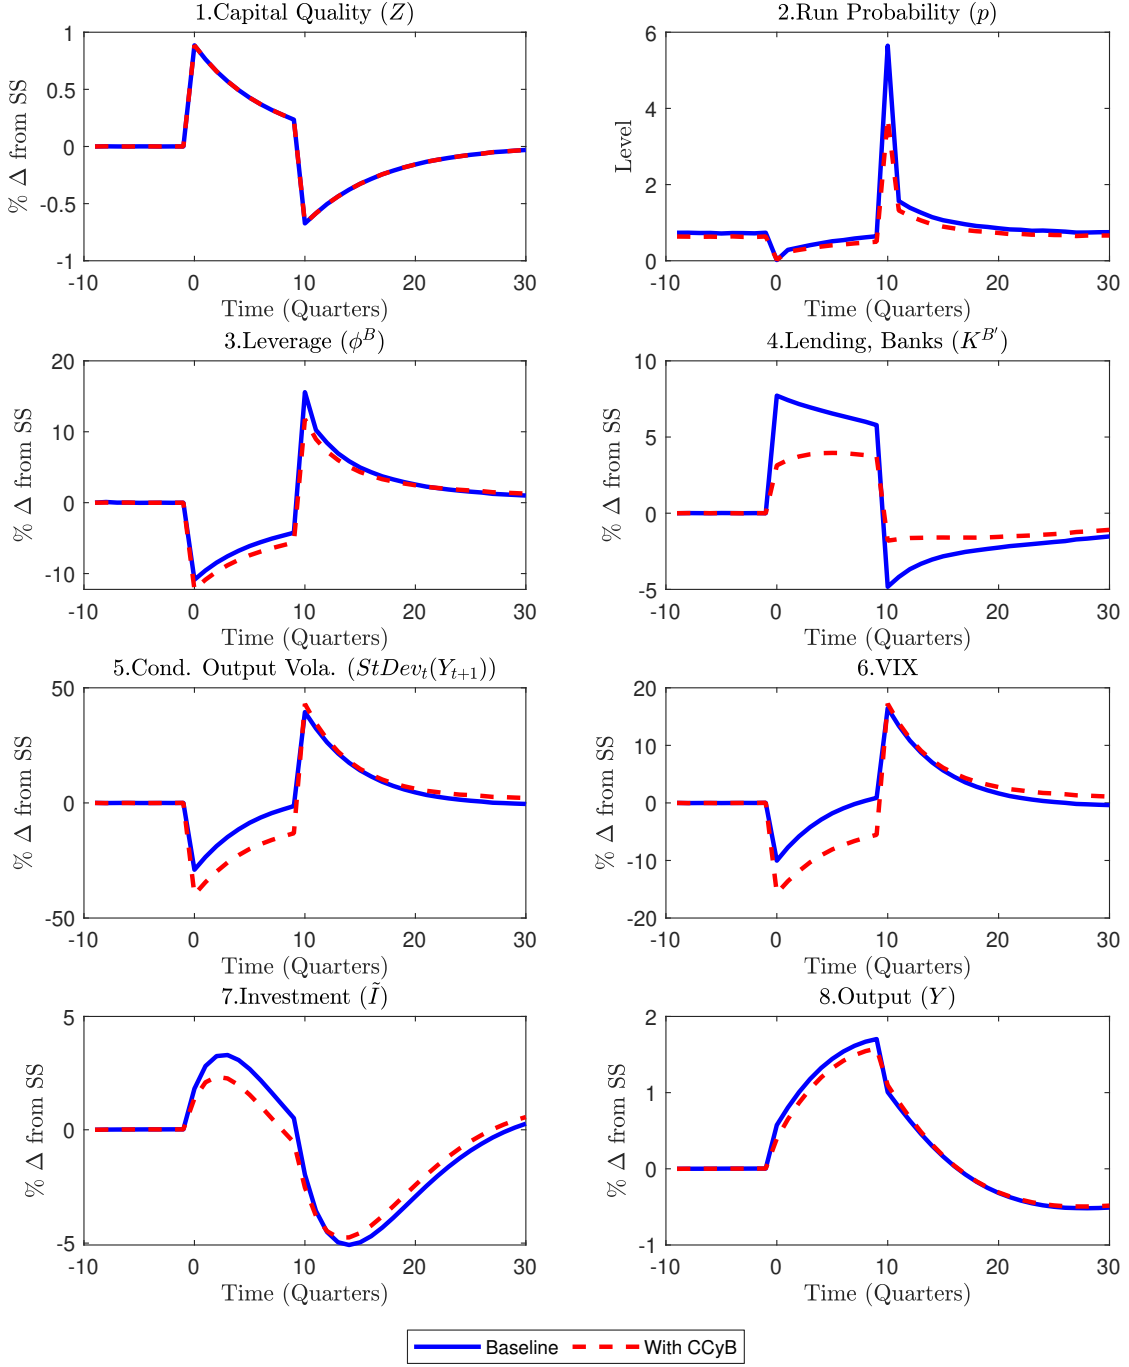 1.Capital Quality (Z)
% Δ from SS
1
0.5
0
-0.5
-1
-10 0 10 20 30
Time (Quarters)
2.Run Probability (p)
Level
6
4
2
0
-10 0 10 20 30
Time (Quarters)
3.Leverage (ϕ^B)
% Δ from SS
20
10
0
-10
-10 0 10 20 30
Time (Quarters)
4.Lending, Banks (K^{B′})
% Δ from SS
10
5
0
-5
-10 0 10 20 30
Time (Quarters)
5.Cond. Output Vola. (StDev_t(Y_{t+1}))
% Δ from SS
50
0
-50
-10 0 10 20 30
Time (Quarters)
6.VIX
% Δ from SS
20
10
0
-10
-20
-10 0 10 20 30
Time (Quarters)
7.Investment (Ĩ)
% Δ from SS
5
0
-5
-10 0 10 20 30
Time (Quarters)
8.Output (Y)
% Δ from SS
2
1
0
-1
-10 0 10 20 30
Time (Quarters)
Baseline With CCyB